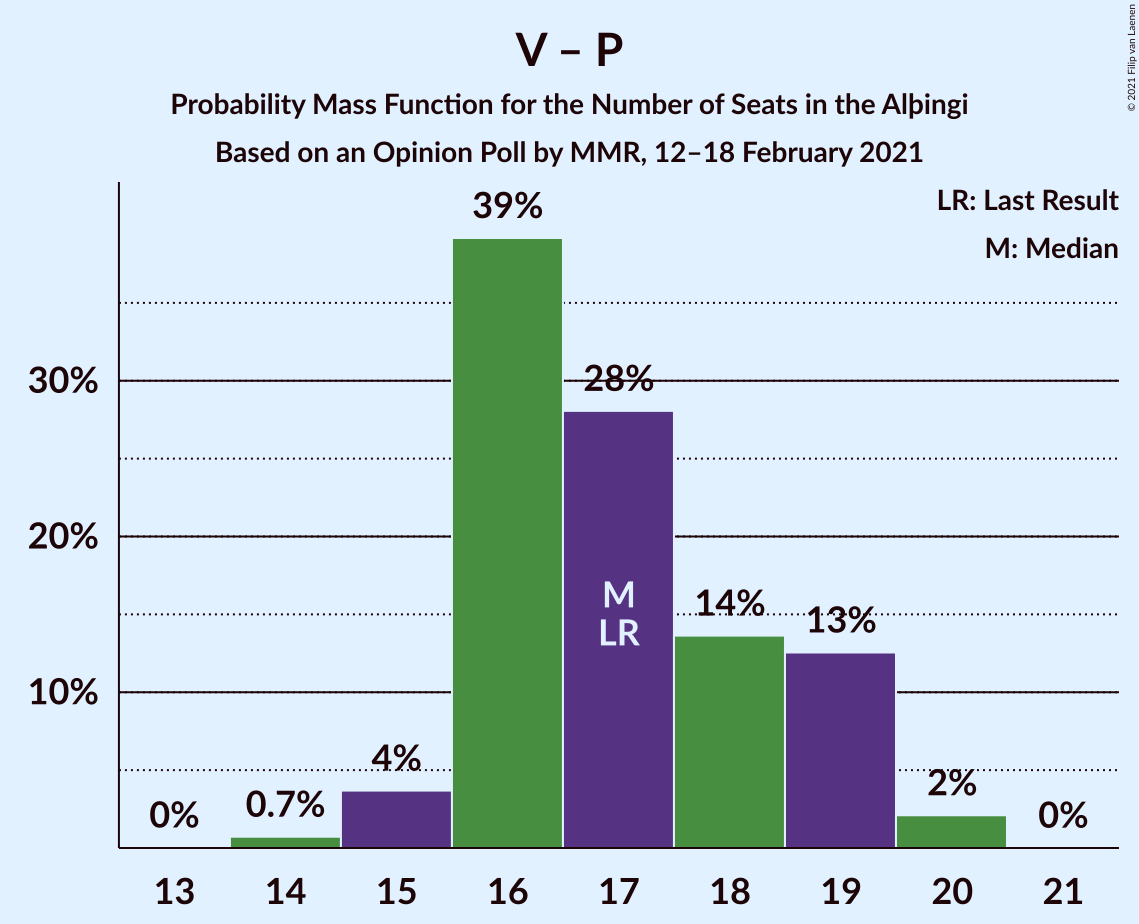 V – P
Probability Mass Function for the Number of Seats in the Alþingi
Based on an Opinion Poll by MMR, 12–18 February 2021
© 2021 Filip van Laenen
LR: Last Result
M: Median
39%
30%
28%
20%
M
LR
14%
13%
10%
4%
2%
0%
0.7%
0%
13 14 15 16 17 18 19 20 21